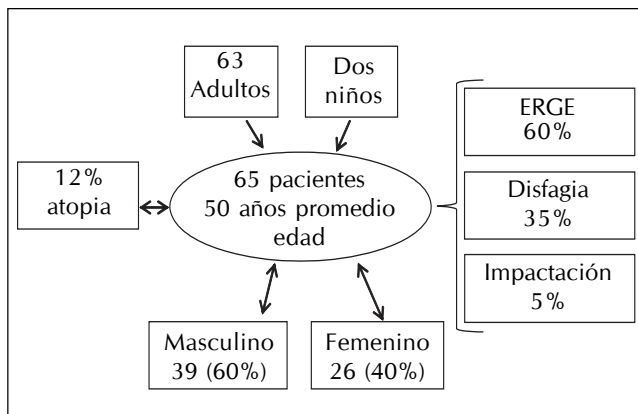 63
Adultos
Dos
niños
ERGE
60%
12%
atopia
65 pacientes
50 años promedio
edad
Disfagia
35%
Impactación
5%
Masculino
39 (60%)
Femenino
26 (40%)